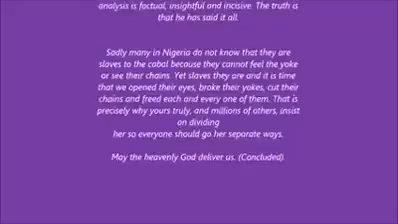 analysis is factual, insightful and incisive. The truth is
that he has said it all.
Sadly many in Nigeria do not know that they are
slaves to the cabal because they cannot feel the yoke
or see their chains. Yet slaves they are and it is time
that we opened their eyes, broke their yokes, cut their
chains and freed each and every one of them. That is
precisely why yours truly, and millions of others, insist
on dividing
her so everyone should go her separate ways.
May the heavenly God deliver us. (Concluded)